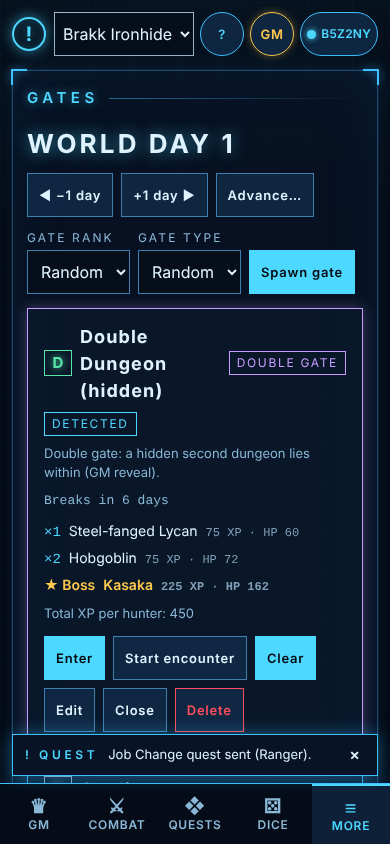 ! Brakk Ironhide ? GM B5Z2NY
GATES
WORLD DAY 1
◀ −1 day +1 day ▶ Advance…
GATE RANK GATE TYPE
Random Random Spawn gate
D Double Dungeon (hidden) DOUBLE GATE
DETECTED
Double gate: a hidden second dungeon lies
within (GM reveal).
Breaks in 6 days
×1 Steel-fanged Lycan 75 XP · HP 60
×2 Hobgoblin 75 XP · HP 72
★ Boss Kasaka 225 XP · HP 162
Total XP per hunter: 450
Enter Start encounter Clear
Edit Close Delete
! QUEST Job Change quest sent (Ranger). ×
GM COMBAT QUESTS DICE MORE